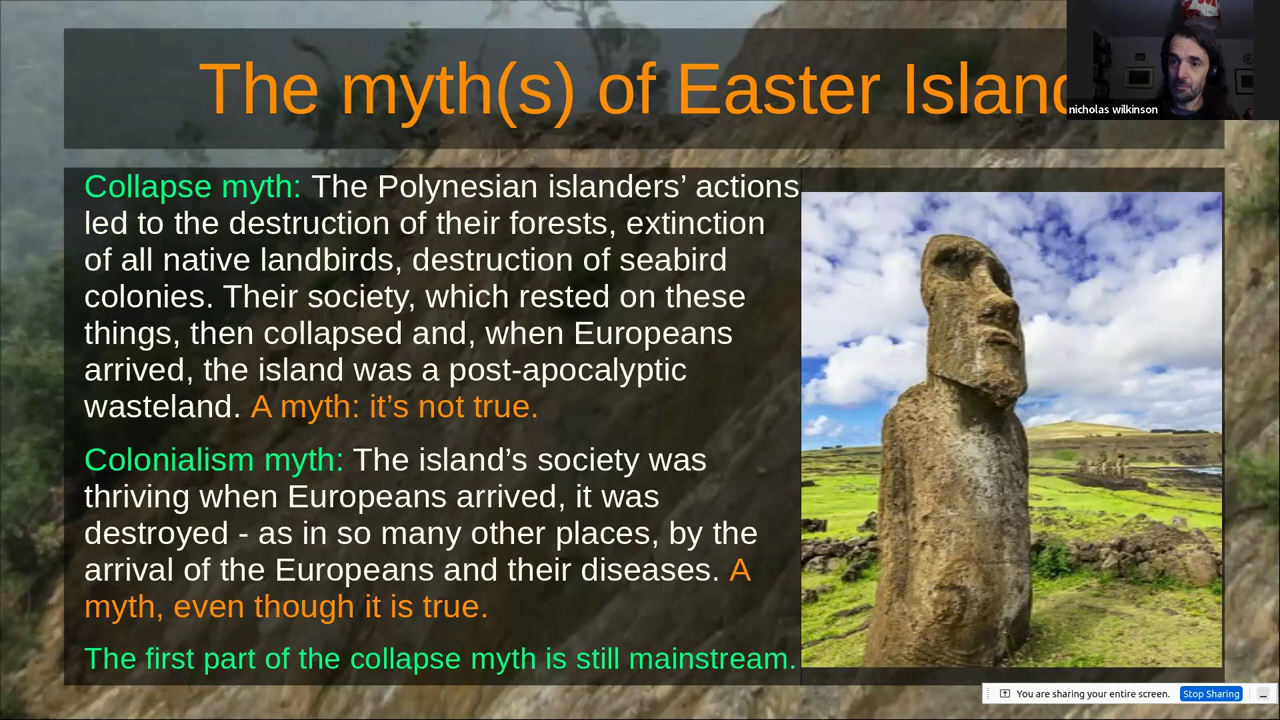 The myth(s) of Easter Islan
nicholas wilkinson
Collapse myth: The Polynesian islanders’ actions
led to the destruction of their forests, extinction
of all native landbirds, destruction of seabird
colonies. Their society, which rested on these
things, then collapsed and, when Europeans
arrived, the island was a post-apocalyptic
wasteland. A myth: it’s not true.
Colonialism myth: The island’s society was
thriving when Europeans arrived, it was
destroyed - as in so many other places, by the
arrival of the Europeans and their diseases. A
myth, even though it is true.
The first part of the collapse myth is still mainstream.
You are sharing your entire screen.
Stop Sharing